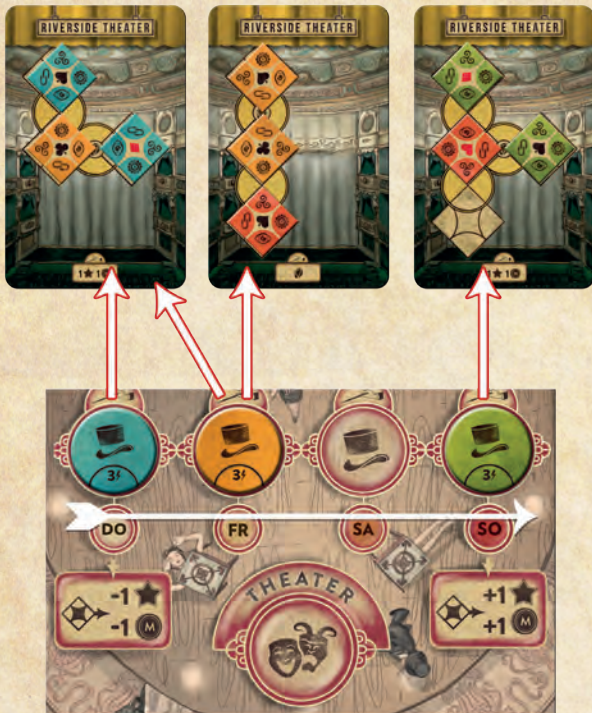 RIVERSIDE THEATER
RIVERSIDE THEATER
RIVERSIDE THEATER
1 1
1 1
3 3 3
DO FR SA SO
-1
-1 M
THEATER
+1
+1 M